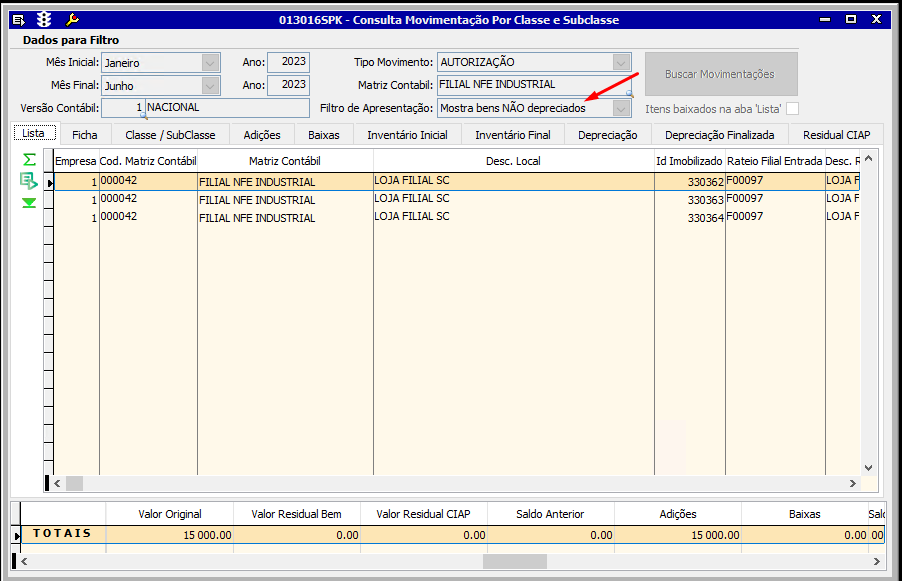 013016SPK - Consulta Movimentação Por Classe e Subclasse
Dados para Filtro
Mês Inicial: Janeiro Ano: 2023 Tipo Movimento: AUTORIZAÇÃO Buscar Movimentações
Mês Final: Junho Ano: 2023 Matriz Contabil: FILIAL NFE INDUSTRIAL
Versão Contábil: 1 NACIONAL Filtro de Apresentação: Mostra bens NÃO depreciados Itens baixados na aba 'Lista'
Lista Ficha Classe / SubClasse Adições Baixas Inventário Inicial Inventário Final Depreciação Depreciação Finalizada Residual CIAP
Empresa Cod. Matriz Contábil Matriz Contábil Desc. Local Id Imobilizado Rateio Filial Entrada Desc. R
1 000042 FILIAL NFE INDUSTRIAL LOJA FILIAL SC 330362 F00097 LOJA F
1 000042 FILIAL NFE INDUSTRIAL LOJA FILIAL SC 330363 F00097 LOJA F
1 000042 FILIAL NFE INDUSTRIAL LOJA FILIAL SC 330364 F00097 LOJA F
Valor Original Valor Residual Bem Valor Residual CIAP Saldo Anterior Adições Baixas Sald
TOTAIS 15 000.00 0.00 0.00 0.00 15 000.00 0.00 00